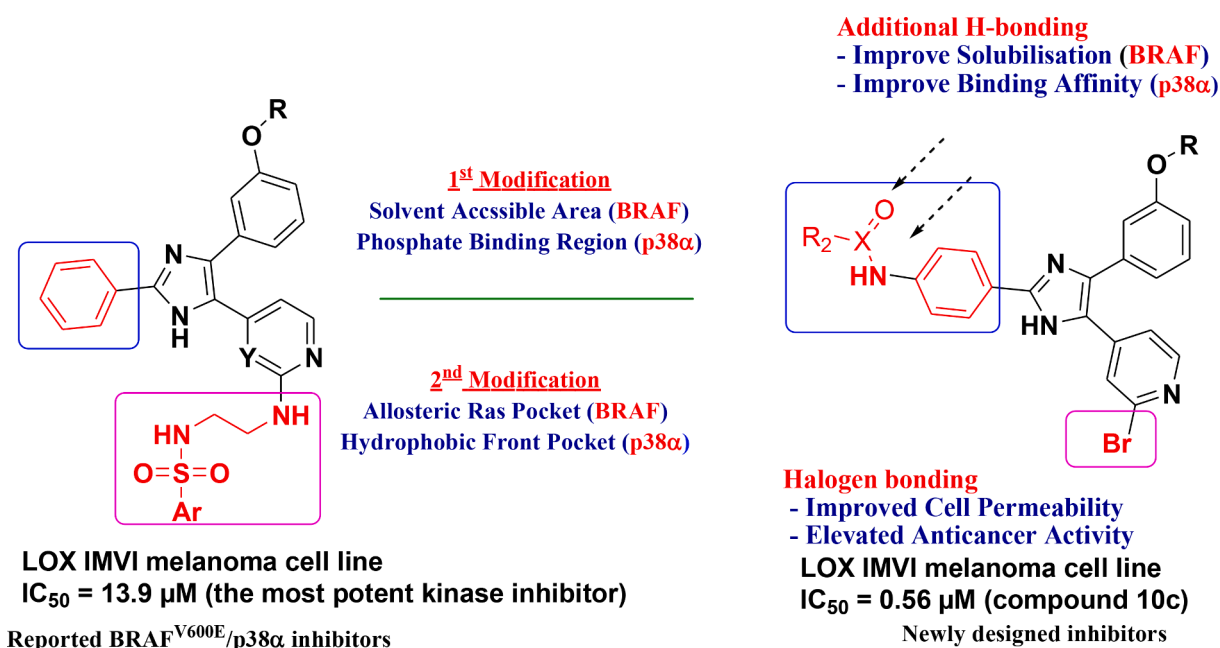 Additional H-bonding
- Improve Solubilisation (BRAF)
- Improve Binding Affinity (p38α)
R
O
N
N
H
Y
N
NH
HN
O=S=O
Ar
1st Modification
Solvent Accssible Area (BRAF)
Phosphate Binding Region (p38α)
2nd Modification
Allosteric Ras Pocket (BRAF)
Hydrophobic Front Pocket (p38α)
R
O
O
R2
X
HN
N
HN
N
Br
Halogen bonding
- Improved Cell Permeability
- Elevated Anticancer Activity
LOX IMVI melanoma cell line
IC50 = 13.9 µM (the most potent kinase inhibitor)
Reported BRAFV600E/p38α inhibitors
LOX IMVI melanoma cell line
IC50 = 0.56 µM (compound 10c)
Newly designed inhibitors